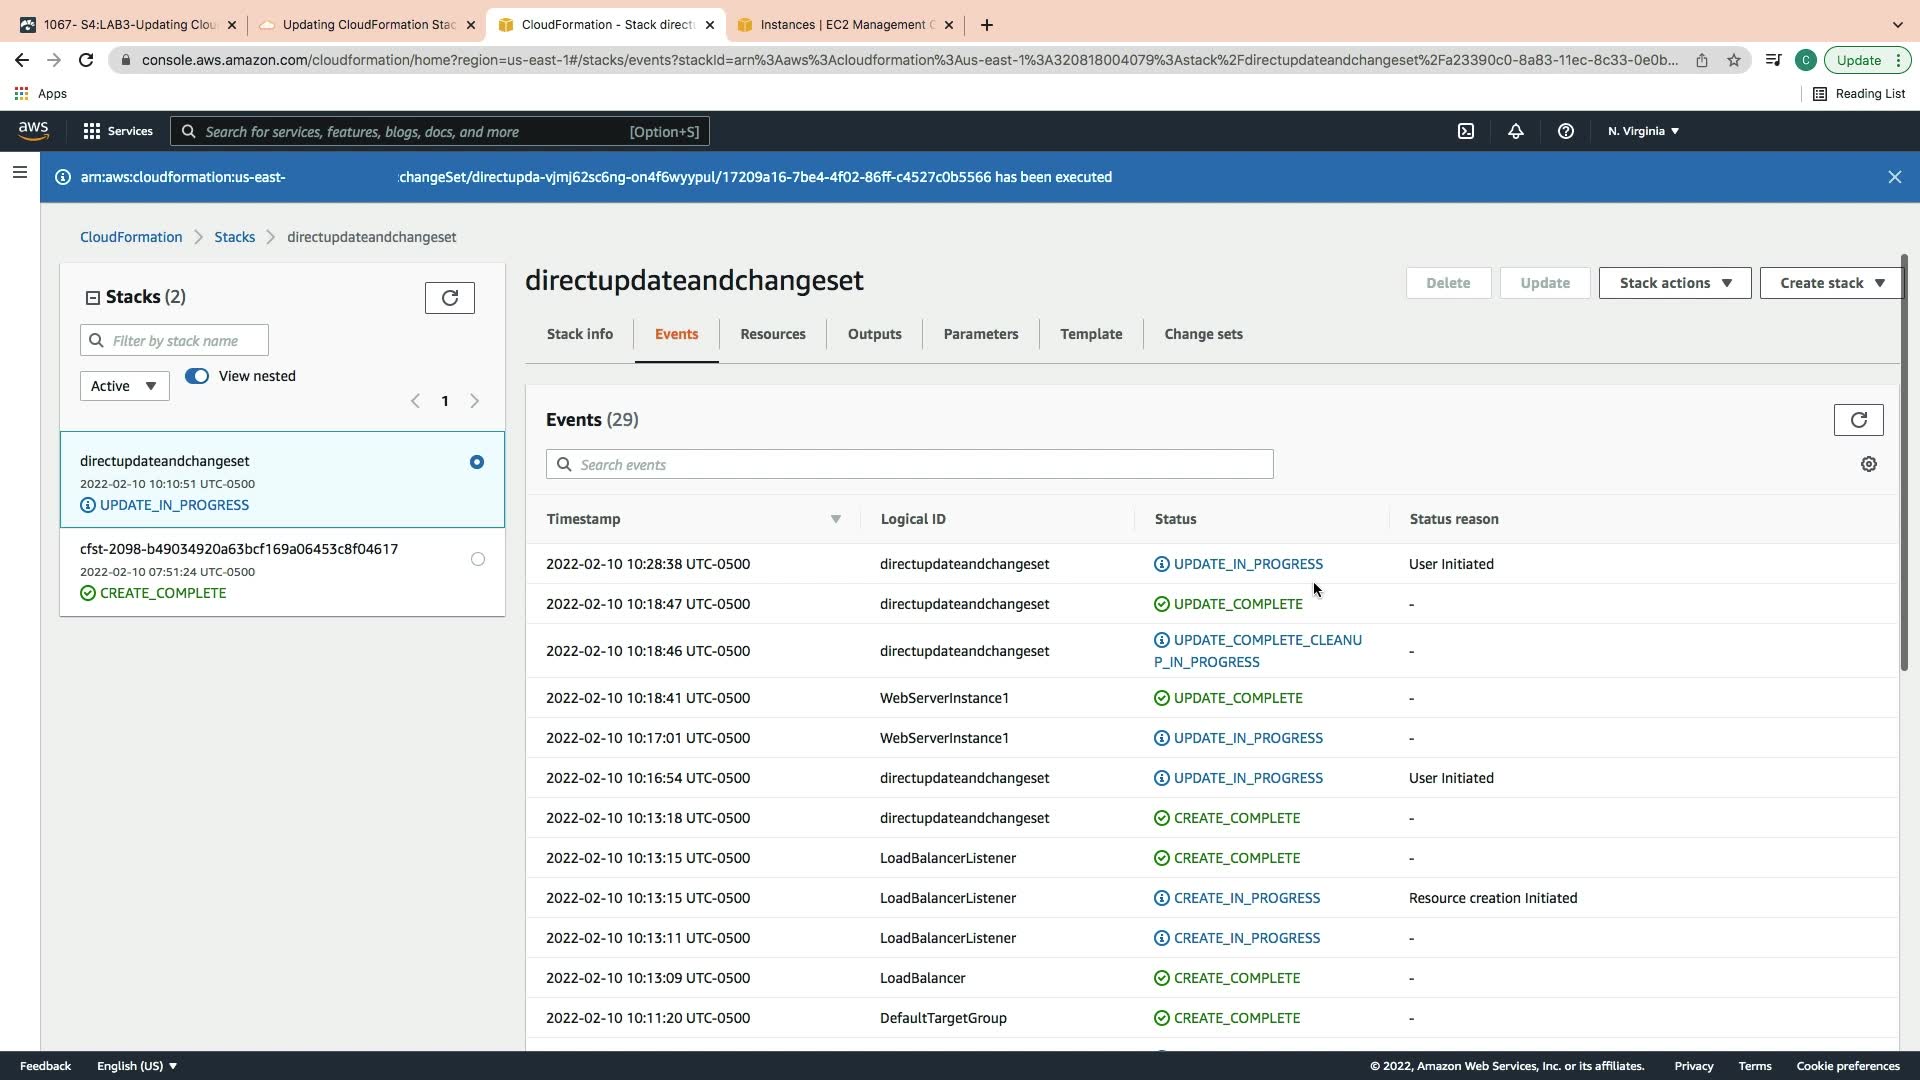 1067- S4:LAB3-Updating Clou
Updating CloudFormation Stac
CloudFormation - Stack direct
Instances | EC2 Management C
console.aws.amazon.com/cloudformation/home?region=us-east-1#/stacks/events?stackId=arn%3Aaws%3Acloudformation%3Aus-east-1%3A320818004079%3Astack%2Fdirectupdateandchangeset%2Fa23390c0-8a83-11ec-8c33-0e0b...
C
Update
Apps
Reading List
aws
Services
Search for services, features, blogs, docs, and more
[Option+S]
N. Virginia
arn:aws:cloudformation:us-east-
:changeSet/directupda-vjmj62sc6ng-on4f6wyypul/17209a16-7be4-4f02-86ff-c4527c0b5566 has been executed
CloudFormation
Stacks
directupdateandchangeset
Stacks (2)
Filter by stack name
Active
View nested
1
directupdateandchangeset
2022-02-10 10:10:51 UTC-0500
UPDATE_IN_PROGRESS
cfst-2098-b49034920a63bcf169a06453c8f04617
2022-02-10 07:51:24 UTC-0500
CREATE_COMPLETE
directupdateandchangeset
Delete
Update
Stack actions
Create stack
Stack info
Events
Resources
Outputs
Parameters
Template
Change sets
Events (29)
Search events
Timestamp Logical ID Status Status reason
2022-02-10 10:28:38 UTC-0500 directupdateandchangeset UPDATE_IN_PROGRESS User Initiated
2022-02-10 10:18:47 UTC-0500 directupdateandchangeset UPDATE_COMPLETE -
2022-02-10 10:18:46 UTC-0500 directupdateandchangeset UPDATE_COMPLETE_CLEANU -
P_IN_PROGRESS
2022-02-10 10:18:41 UTC-0500 WebServerInstance1 UPDATE_COMPLETE -
2022-02-10 10:17:01 UTC-0500 WebServerInstance1 UPDATE_IN_PROGRESS -
2022-02-10 10:16:54 UTC-0500 directupdateandchangeset UPDATE_IN_PROGRESS User Initiated
2022-02-10 10:13:18 UTC-0500 directupdateandchangeset CREATE_COMPLETE -
2022-02-10 10:13:15 UTC-0500 LoadBalancerListener CREATE_COMPLETE -
2022-02-10 10:13:15 UTC-0500 LoadBalancerListener CREATE_IN_PROGRESS Resource creation Initiated
2022-02-10 10:13:11 UTC-0500 LoadBalancerListener CREATE_IN_PROGRESS -
2022-02-10 10:13:09 UTC-0500 LoadBalancer CREATE_COMPLETE -
2022-02-10 10:11:20 UTC-0500 DefaultTargetGroup CREATE_COMPLETE -
Feedback
English (US)
© 2022, Amazon Web Services, Inc. or its affiliates.
Privacy
Terms
Cookie preferences